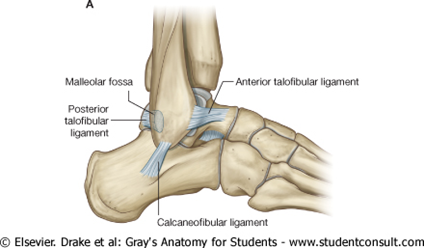 A
Malleolar fossa
Anterior talofibular ligament
Posterior
talofibular
ligament
Calcaneofibular ligament
© Elsevier. Drake et al: Gray's Anatomy for Students - www.studentconsult.com